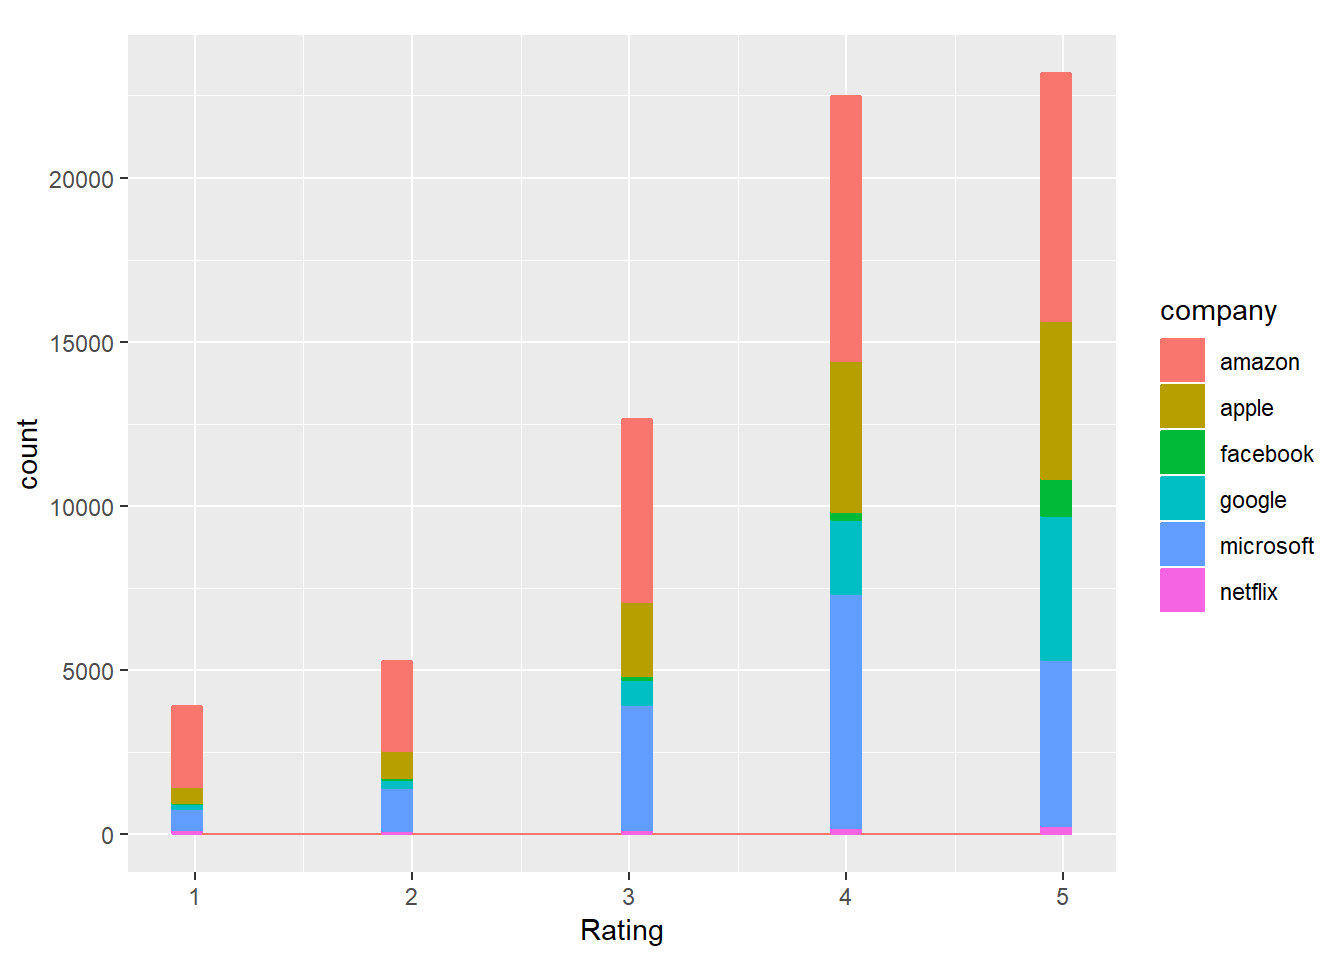 20000
15000
10000
5000
0
count
1 2 3 4 5
Rating
company
amazon
apple
facebook
google
microsoft
netflix